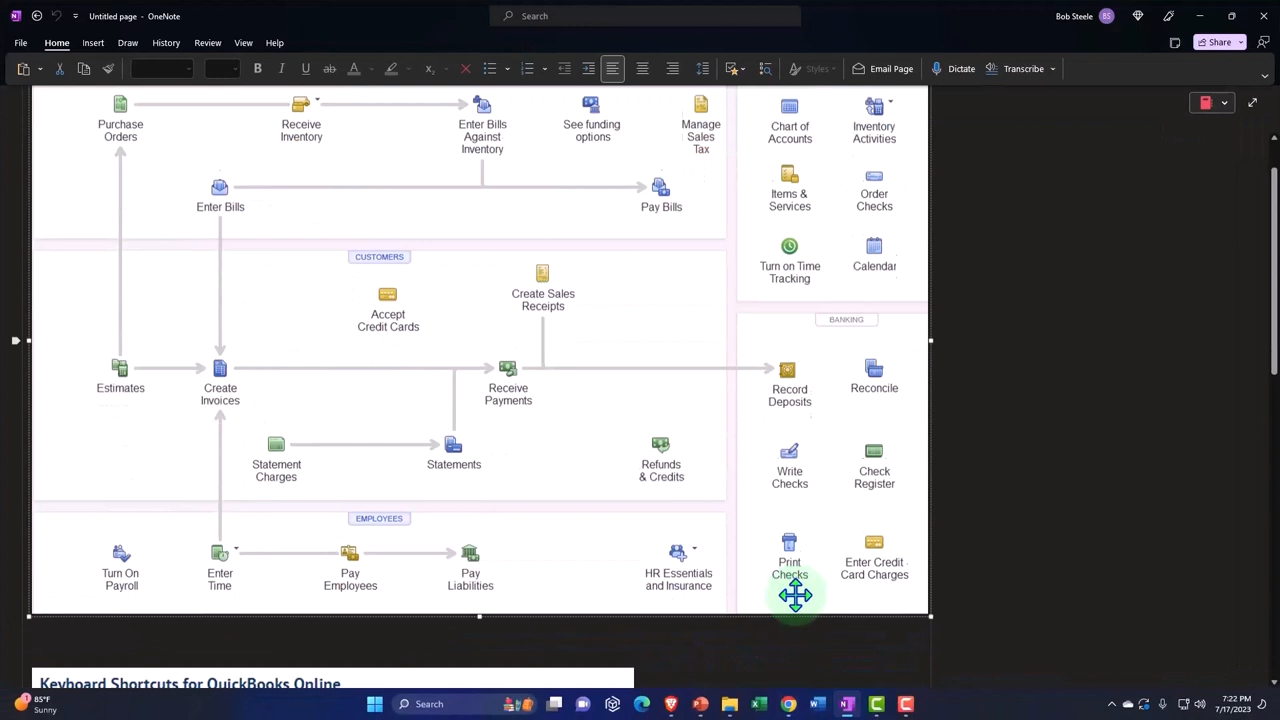 Untitled page - OneNote
Search
Bob Steele
BS
File
Home
Insert
Draw
History
Review
View
Help
Share
Styles
Email Page
Dictate
Transcribe
Purchase
Orders
Receive
Inventory
Enter Bills
Against
Inventory
See funding
options
Manage
Sales
Tax
Chart of
Accounts
Inventory
Activities
Enter Bills
Pay Bills
Items &
Services
Order
Checks
Turn on Time
Tracking
Calendar
CUSTOMERS
Accept
Credit Cards
Create Sales
Receipts
BANKING
Estimates
Create
Invoices
Receive
Payments
Record
Deposits
Reconcile
Statement
Charges
Statements
Refunds
& Credits
Write
Checks
Check
Register
EMPLOYEES
Turn On
Payroll
Enter
Time
Pay
Employees
Pay
Liabilities
HR Essentials
and Insurance
Print
Checks
Enter Credit
Card Charges
Keyboard Shortcuts for QuickBooks Online
85°F
Sunny
Search
7:22 PM
7/17/2023